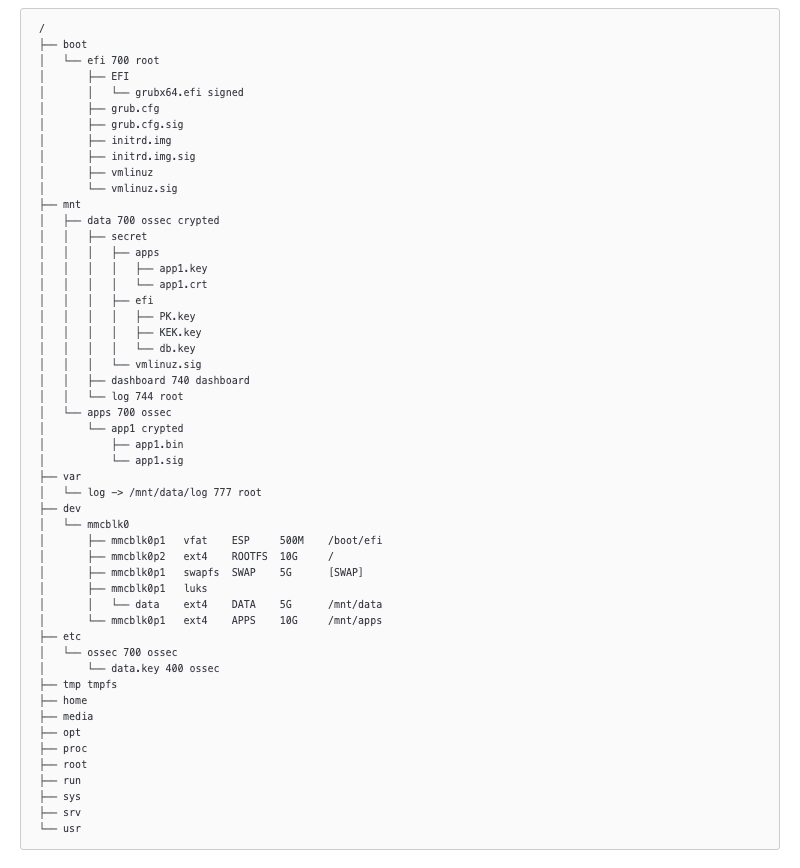 /
├── boot
│   └── efi 700 root
│       ├── EFI
│       │   └── grubx64.efi signed
│       ├── grub.cfg
│       ├── grub.cfg.sig
│       ├── initrd.img
│       ├── initrd.img.sig
│       ├── vmlinuz
│       └── vmlinuz.sig
├── mnt
│   ├── data 700 ossec crypted
│   │   ├── secret
│   │   │   ├── apps
│   │   │   │   ├── app1.key
│   │   │   │   └── app1.crt
│   │   │   ├── efi
│   │   │   │   ├── PK.key
│   │   │   │   ├── KEK.key
│   │   │   │   └── db.key
│   │   │   └── vmlinuz.sig
│   │   ├── dashboard 740 dashboard
│   │   └── log 744 root
│   └── apps 700 ossec
│       └── app1 crypted
│           ├── app1.bin
│           └── app1.sig
├── var
│   └── log -> /mnt/data/log 777 root
├── dev
│   └── mmcblk0
│       ├── mmcblk0p1   vfat    ESP     500M    /boot/efi
│       ├── mmcblk0p2   ext4    ROOTFS  10G     /
│       ├── mmcblk0p1   swapfs  SWAP    5G      [SWAP]
│       ├── mmcblk0p1   luks
│       │   └── data    ext4    DATA    5G      /mnt/data
│       └── mmcblk0p1   ext4    APPS    10G     /mnt/apps
├── etc
│   └── ossec 700 ossec
│       └── data.key 400 ossec
├── tmp tmpfs
├── home
├── media
├── opt
├── proc
├── root
├── run
├── sys
├── srv
└── usr